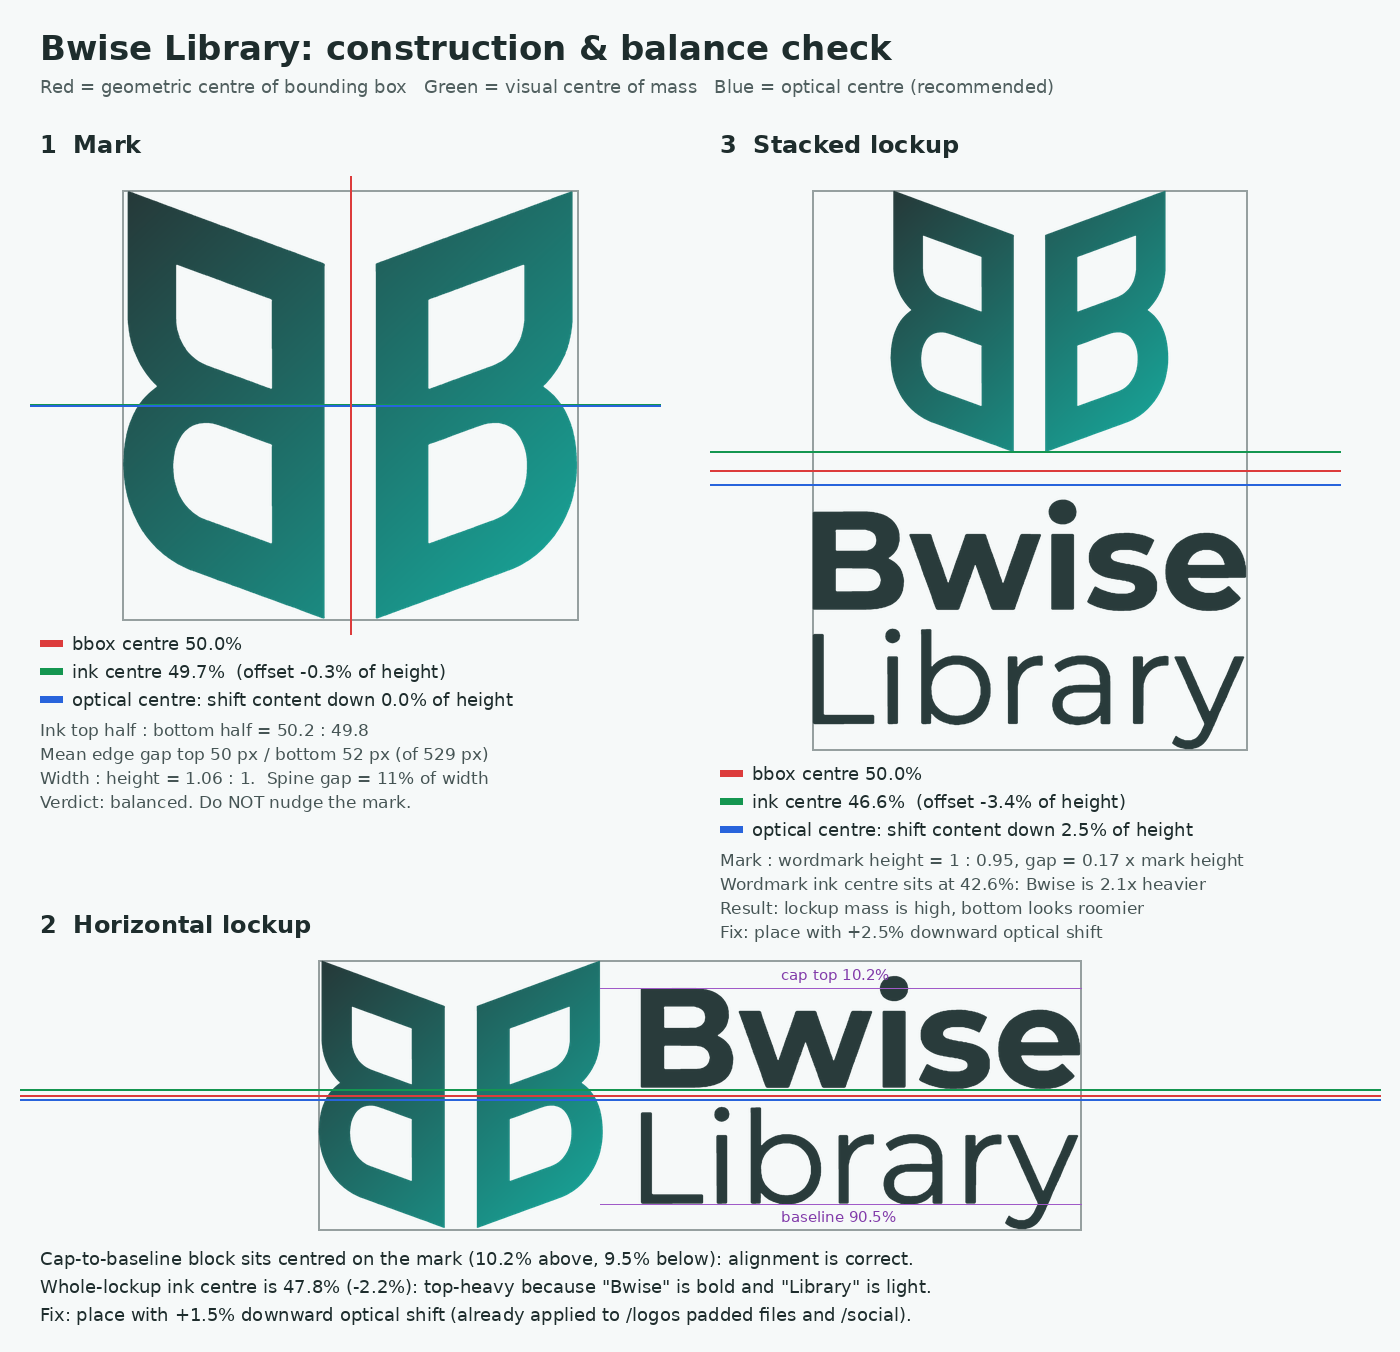 Bwise Library: construction & balance check
Red = geometric centre of bounding box   Green = visual centre of mass   Blue = optical centre (recommended)
1  Mark
bbox centre 50.0%
ink centre 49.7%  (offset -0.3% of height)
optical centre: shift content down 0.0% of height
Ink top half : bottom half = 50.2 : 49.8
Mean edge gap top 50 px / bottom 52 px (of 529 px)
Width : height = 1.06 : 1.  Spine gap = 11% of width
Verdict: balanced. Do NOT nudge the mark.
3  Stacked lockup
Bwise
Library
bbox centre 50.0%
ink centre 46.6%  (offset -3.4% of height)
optical centre: shift content down 2.5% of height
Mark : wordmark height = 1 : 0.95, gap = 0.17 x mark height
Wordmark ink centre sits at 42.6%: Bwise is 2.1x heavier
Result: lockup mass is high, bottom looks roomier
Fix: place with +2.5% downward optical shift
2  Horizontal lockup
cap top 10.2%
Bwise
Library
baseline 90.5%
Cap-to-baseline block sits centred on the mark (10.2% above, 9.5% below): alignment is correct.
Whole-lockup ink centre is 47.8% (-2.2%): top-heavy because "Bwise" is bold and "Library" is light.
Fix: place with +1.5% downward optical shift (already applied to /logos padded files and /social).